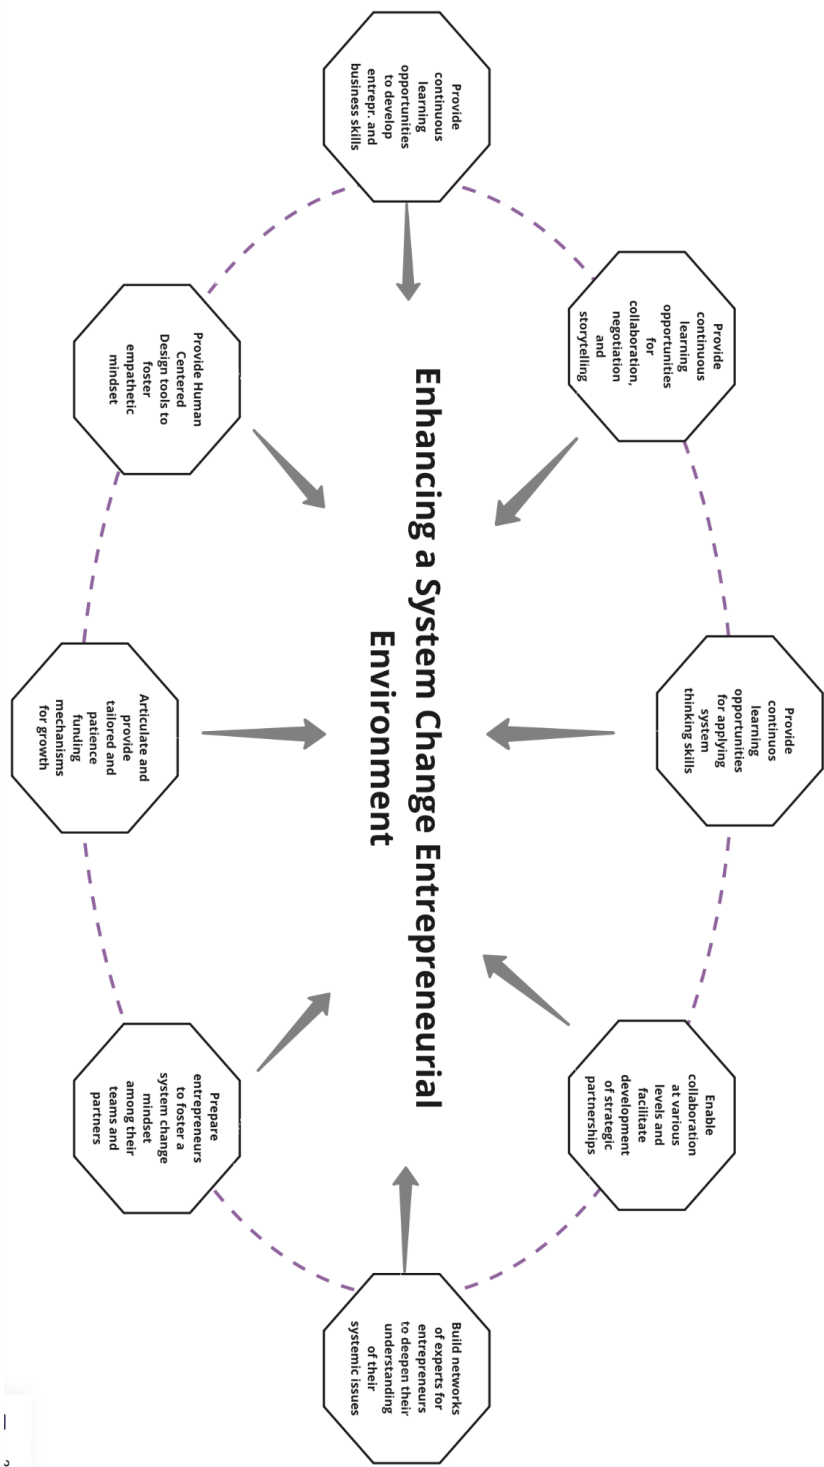 Enhancing a System Change Entrepreneurial
Environment
Provide
continuos
learning
opportunities
for applying
system
thinking skills
Enable
collaboration
at various
levels and
facilitate
development
of strategic
partnerships
Build networks
of experts for
entrepreneurs
to deepen their
understanding
of their
systemic issues
Prepare
entrepreneurs
to foster a
system change
mindset
among their
teams and
partners
Articulate and
provide
tailored and
patience
funding
mechanisms
for growth
Provide Human
Centered
Design tools to
foster
empathetic
mindset
Provide
continuous
learning
opportunities
to develop
entrepr. and
business skills
Provide
continuous
learning
opportunities
for
collaboration,
negotiation
and
storytelling